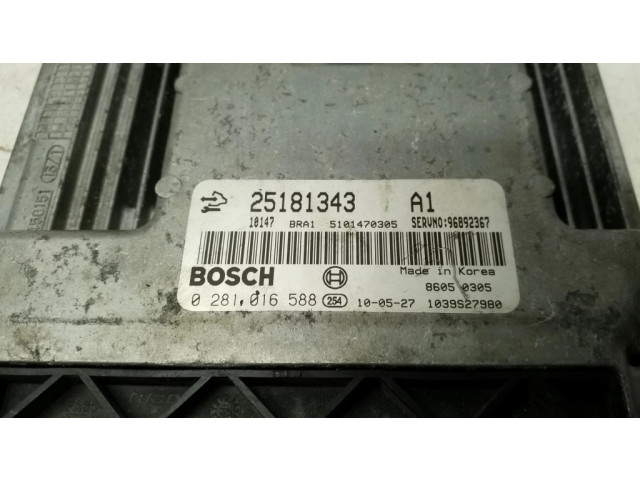 25181343 A1
10147 BRA1 5101470305 SERVNO:96892367
BOSCH Made in Korea
8605 0305
0 281 016 588 254 10-05-27 1039S27980